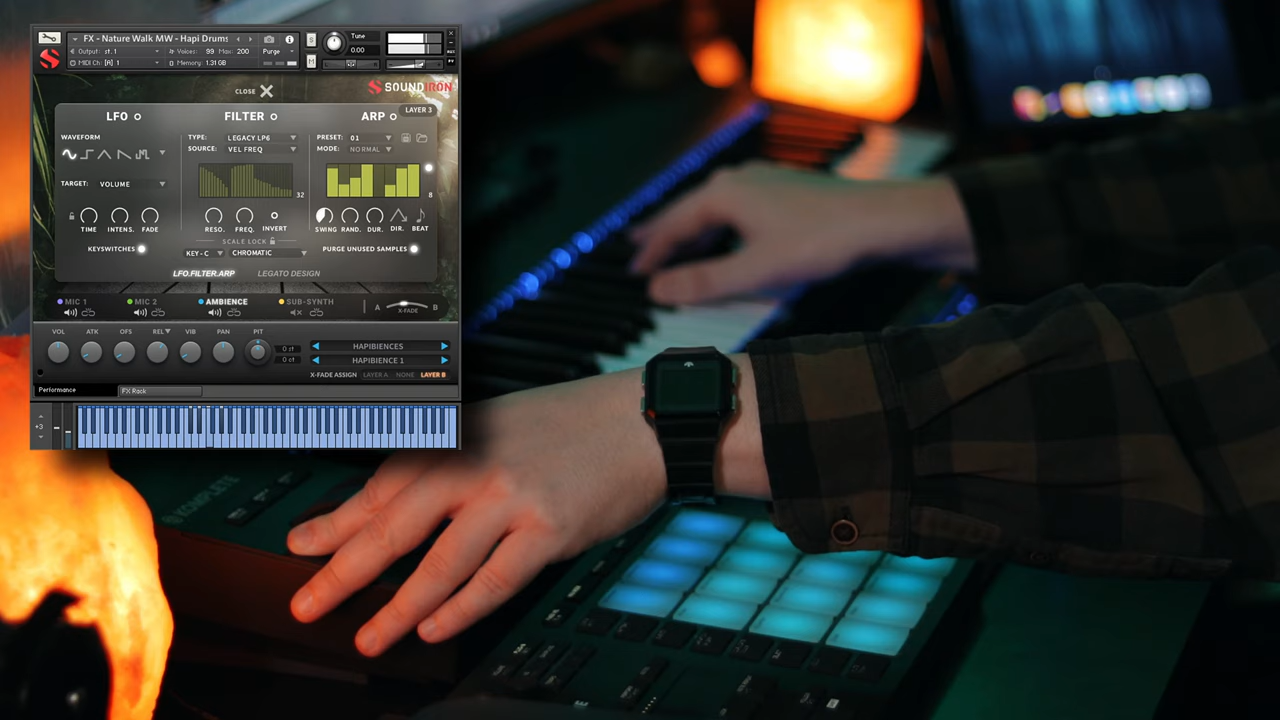 FX - Nature Walk MW - Hapi Drums
Output: st. 1
Voices: 99 Max: 200
Purge
MIDI Ch: [A] 1
Memory: 1.31 GB
S
M
Tune
0.00
CLOSE
SOUNDIRON
LAYER 3
LFO
FILTER
ARP
WAVEFORM
TYPE: LEGACY LP6
PRESET: 01
SOURCE: VEL FREQ
MODE: NORMAL
TARGET: VOLUME
32
8
TIME INTENS. FADE
RESO. FREQ. INVERT
SWING RAND. DUR. DIR. BEAT
SCALE LOCK
KEYSWITCHES
KEY - C CHROMATIC
PURGE UNUSED SAMPLES
LFO.FILTER.ARP LEGATO DESIGN
MIC 1 MIC 2 AMBIENCE SUB-SYNTH
A X-FADE B
VOL ATK OFS REL VIB PAN PIT
0 st
0 ct
HAPIBIENCES
HAPIBIENCE 1
X-FADE ASSIGN LAYER A NONE LAYER B
Performance FX Rack
+3
KOMPLETE